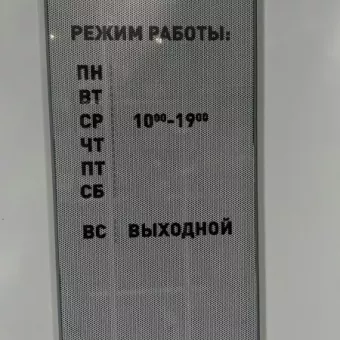 РЕЖИМ РАБОТЫ:
ПН
ВТ
СР 10⁰⁰-19⁰⁰
ЧТ
ПТ
СБ
ВС ВЫХОДНОЙ